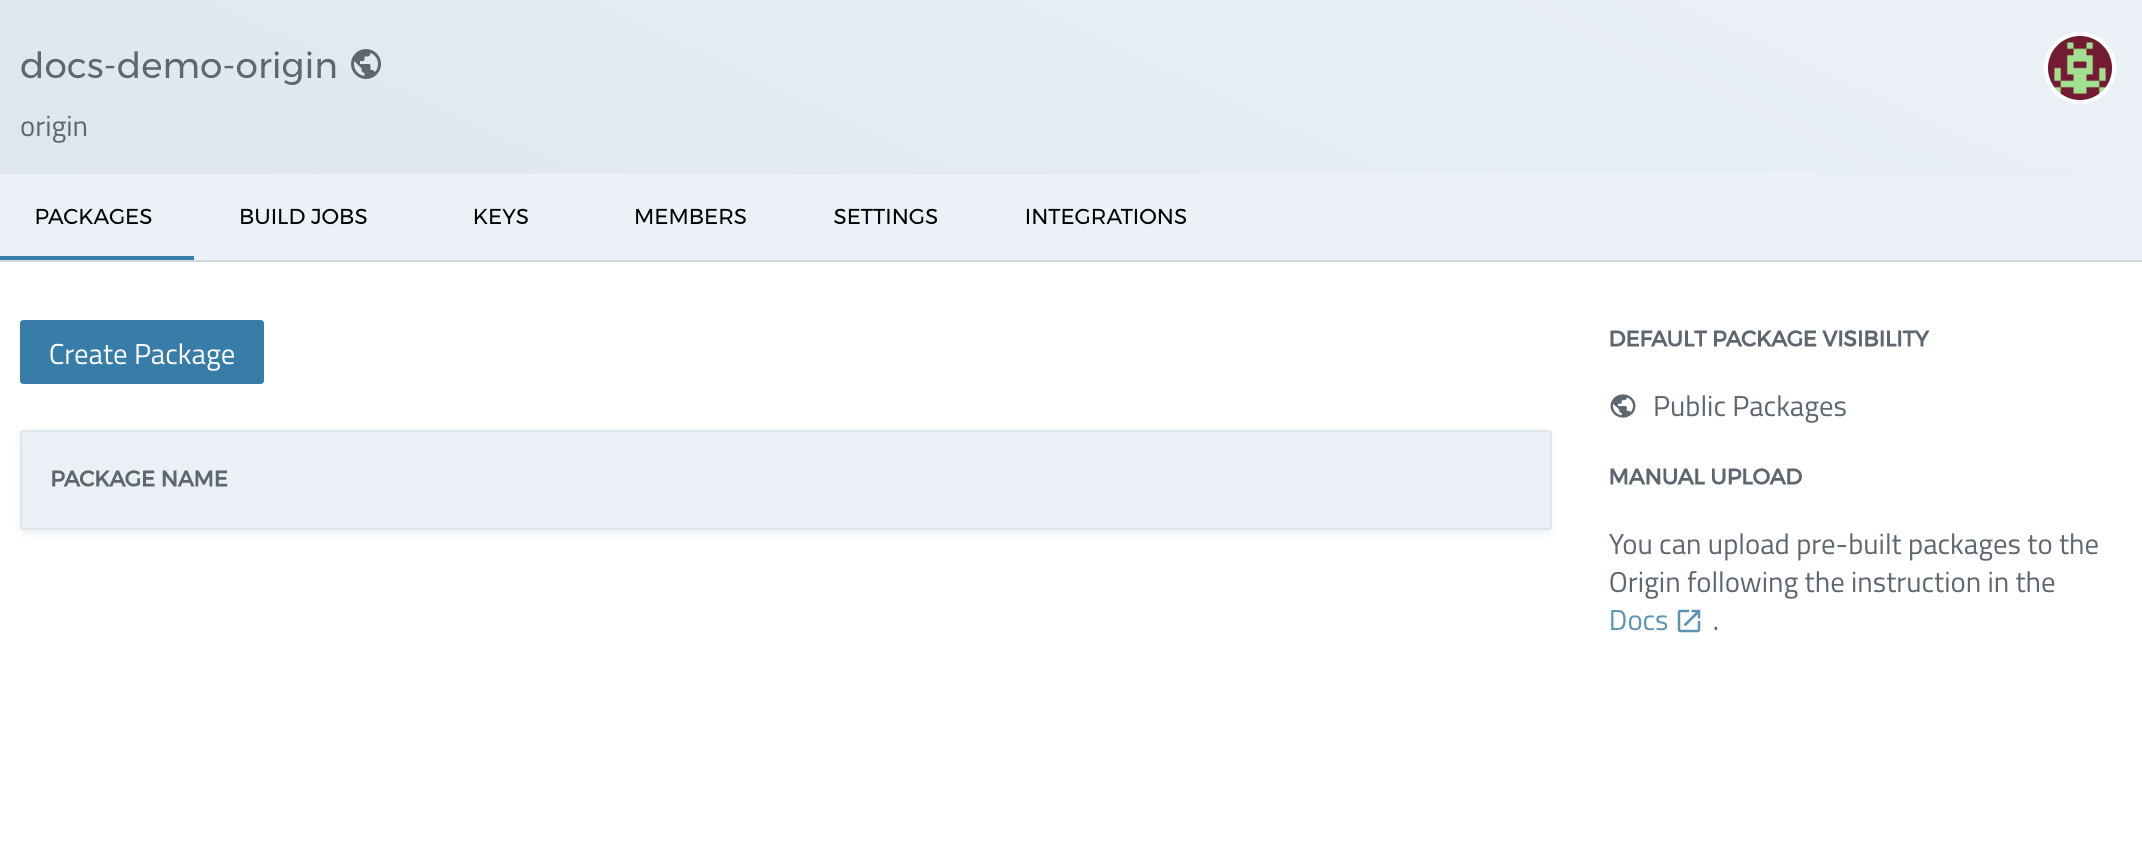 docs-demo-origin
origin
PACKAGES BUILD JOBS KEYS MEMBERS SETTINGS INTEGRATIONS
Create Package
PACKAGE NAME
DEFAULT PACKAGE VISIBILITY
Public Packages
MANUAL UPLOAD
You can upload pre-built packages to the
Origin following the instruction in the
Docs .